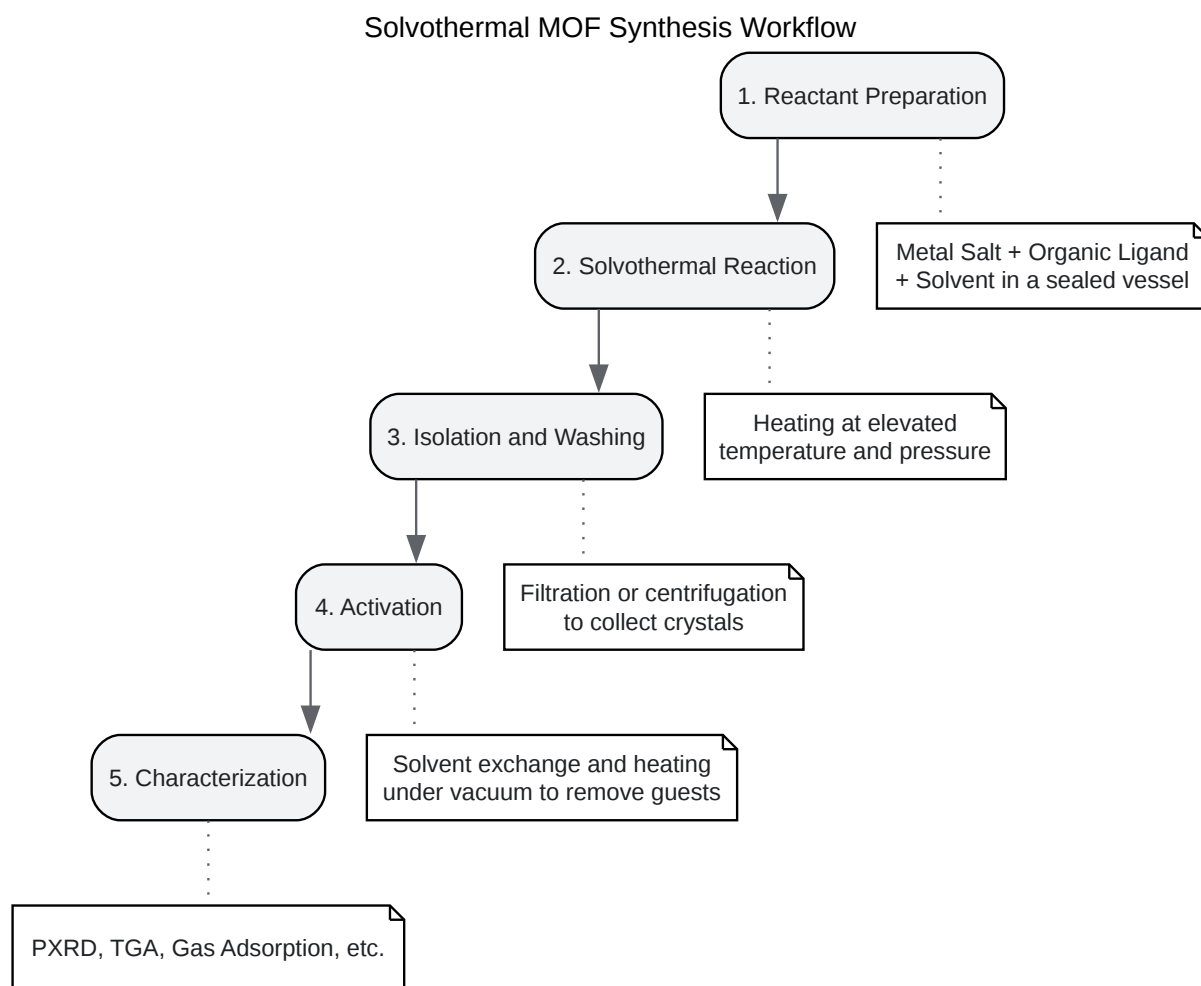 Solvothermal MOF Synthesis Workflow
1. Reactant Preparation
2. Solvothermal Reaction
Metal Salt + Organic Ligand
+ Solvent in a sealed vessel
3. Isolation and Washing
Heating at elevated
temperature and pressure
4. Activation
Filtration or centrifugation
to collect crystals
5. Characterization
Solvent exchange and heating
under vacuum to remove guests
PXRD, TGA, Gas Adsorption, etc.